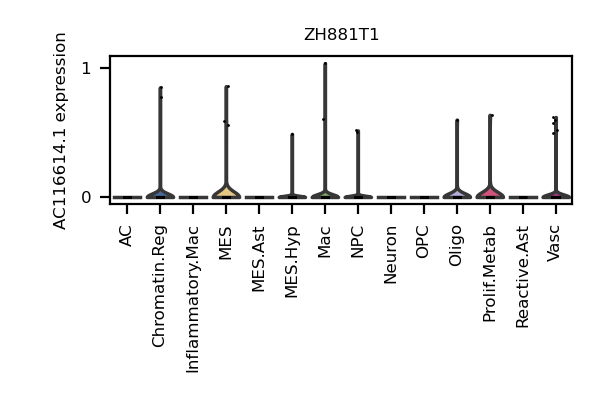 ZH881T1
AC116614.1 expression
1
0
AC
Chromatin.Reg
Inflammatory.Mac
MES
MES.Ast
MES.Hyp
Mac
NPC
Neuron
OPC
Oligo
Prolif.Metab
Reactive.Ast
Vasc